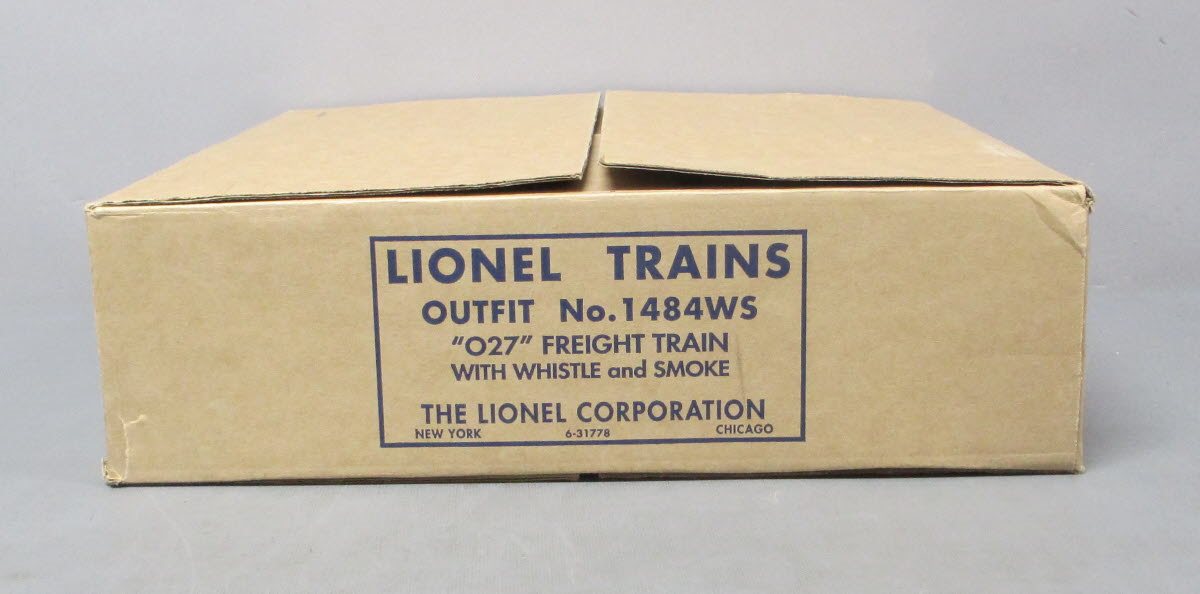 LIONEL TRAINS
OUTFIT No.1484WS
"O27" FREIGHT TRAIN
WITH WHISTLE and SMOKE
THE LIONEL CORPORATION
NEW YORK 6-31778 CHICAGO